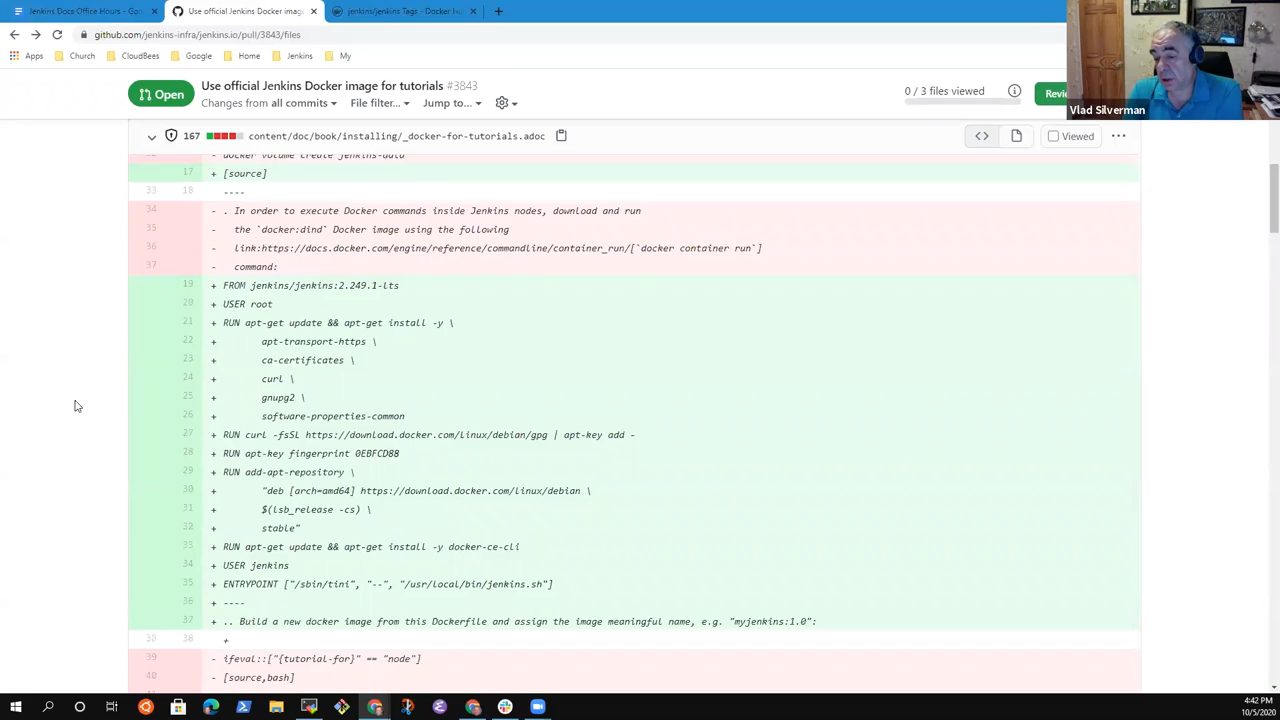 Jenkins Docs Office Hours - Goo
Use official Jenkins Docker imag
jenkins/jenkins Tags - Docker Hu
github.com/jenkins-infra/jenkins.io/pull/3843/files
Apps
Church
CloudBees
Google
Home
Jenkins
My
Open
Use official Jenkins Docker image for tutorials #3843
Changes from all commits
File filter...
Jump to...
0 / 3 files viewed
Vlad Silverman
167 content/doc/book/installing/_docker-for-tutorials.adoc
Viewed
- docker volume create jenkins-data
17 + [source]
33 18 ----
34 - . In order to execute Docker commands inside Jenkins nodes, download and run
35 - the `docker:dind` Docker image using the following
36 - link:https://docs.docker.com/engine/reference/commandline/container_run/[`docker container run`]
37 - command:
19 + FROM jenkins/jenkins:2.249.1-lts
20 + USER root
21 + RUN apt-get update && apt-get install -y \
22 + apt-transport-https \
23 + ca-certificates \
24 + curl \
25 + gnupg2 \
26 + software-properties-common
27 + RUN curl -fsSL https://download.docker.com/linux/debian/gpg | apt-key add -
28 + RUN apt-key fingerprint 0EBFCD88
29 + RUN add-apt-repository \
30 + "deb [arch=amd64] https://download.docker.com/linux/debian \
31 + $(lsb_release -cs) \
32 + stable"
33 + RUN apt-get update && apt-get install -y docker-ce-cli
34 + USER jenkins
35 + ENTRYPOINT ["/sbin/tini", "--", "/usr/local/bin/jenkins.sh"]
36 + ----
37 + .. Build a new docker image from this Dockerfile and assign the image meaningful name, e.g. "myjenkins:1.0":
38 38 +
39 - ifeval::["{tutorial-for}" == "node"]
40 - [source,bash]
4:42 PM
10/5/2020